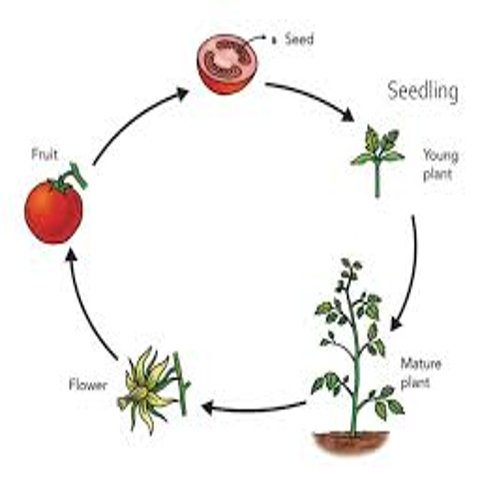 Seed
Seedling
Young
plant
Fruit
Mature
plant
Flower